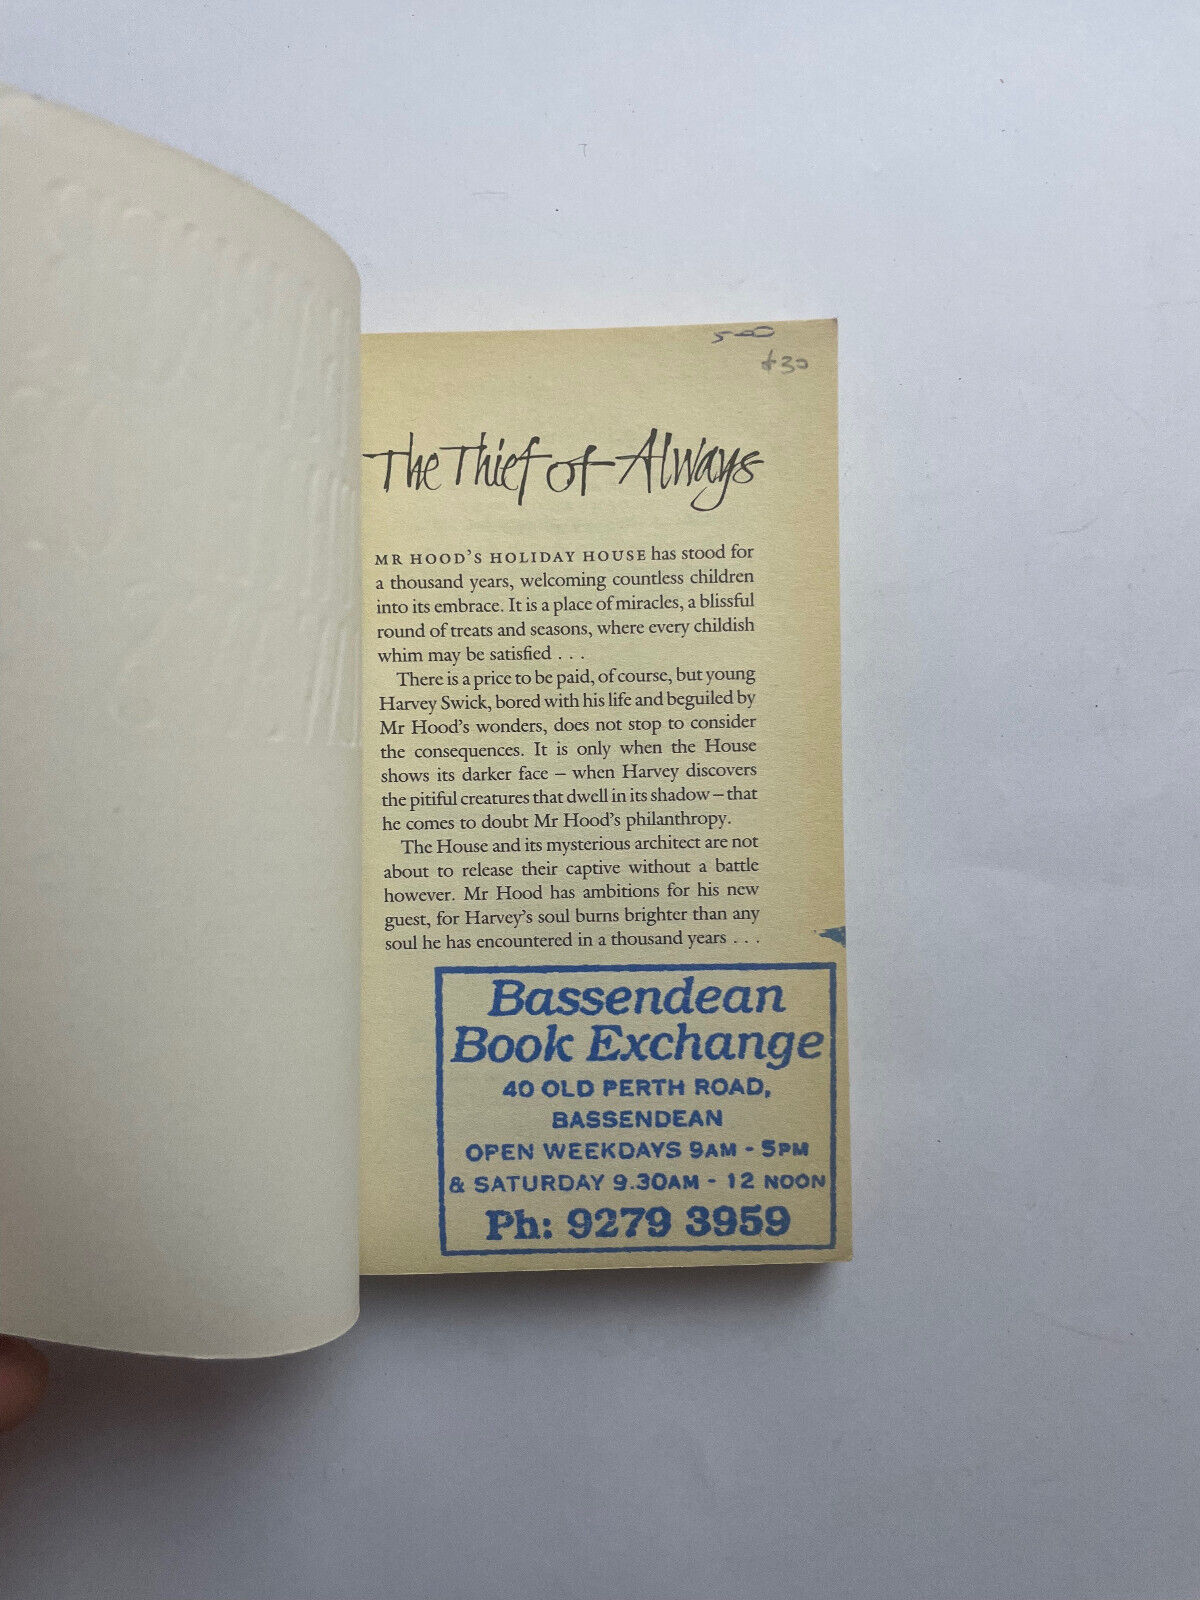 500
$30
The Thief of Always
MR HOOD'S HOLIDAY HOUSE has stood for
a thousand years, welcoming countless children
into its embrace. It is a place of miracles, a blissful
round of treats and seasons, where every childish
whim may be satisfied . . .
There is a price to be paid, of course, but young
Harvey Swick, bored with his life and beguiled by
Mr Hood's wonders, does not stop to consider
the consequences. It is only when the House
shows its darker face – when Harvey discovers
the pitiful creatures that dwell in its shadow – that
he comes to doubt Mr Hood's philanthropy.
The House and its mysterious architect are not
about to release their captive without a battle
however. Mr Hood has ambitions for his new
guest, for Harvey's soul burns brighter than any
soul he has encountered in a thousand years . . .
Bassendean
Book Exchange
40 OLD PERTH ROAD,
BASSENDEAN
OPEN WEEKDAYS 9AM - 5PM
& SATURDAY 9.30AM - 12 NOON
Ph: 9279 3959